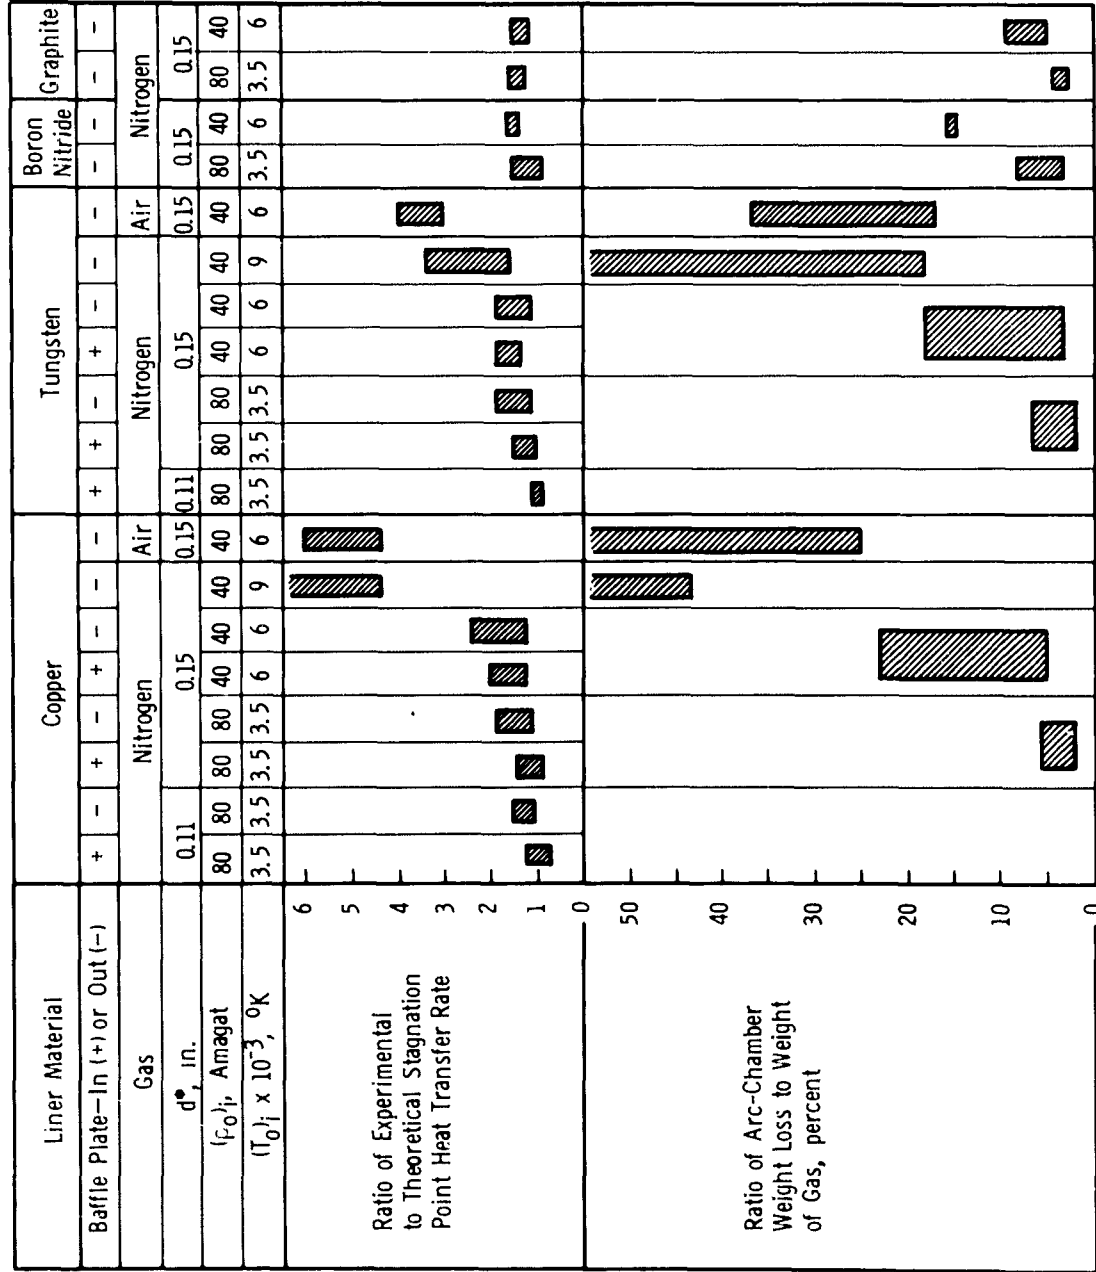 Liner Material Copper Tungsten Boron Nitride Graphite
Baffle Plate—In (+) or Out (-) + - + - + - - - + + - + - - - - - - -
Gas Nitrogen Air Nitrogen Air Nitrogen
d*, in. 0.11 0.15 0.15 0.11 0.15 0.15 0.15 0.15
(ρ₀)ᵢ, Amagat 80 80 80 80 40 40 40 40 80 80 80 40 40 40 40 80 40 80 40
(T₀)ᵢ x 10⁻³, °K 3.5 3.5 3.5 3.5 6 6 9 6 3.5 3.5 3.5 6 6 9 6 3.5 6 3.5 6
Ratio of Experimental
to Theoretical Stagnation
Point Heat Transfer Rate
6
5
4
3
2
1
0
Ratio of Arc-Chamber
Weight Loss to Weight
of Gas, percent
50
40
30
20
10
0